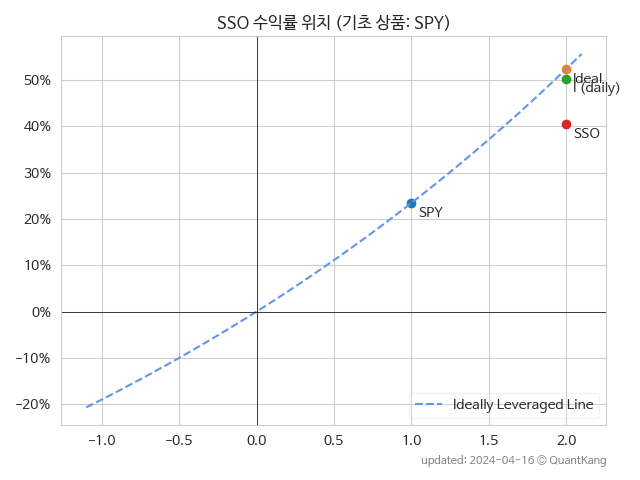 SSO 수익률 위치 (기초 상품: SPY)
50%
40%
30%
20%
10%
0%
−10%
−20%
Ideal
l (daily)
SSO
SPY
Ideally Leveraged Line
−1.0 −0.5 0.0 0.5 1.0 1.5 2.0
updated: 2024-04-16 © QuantKang